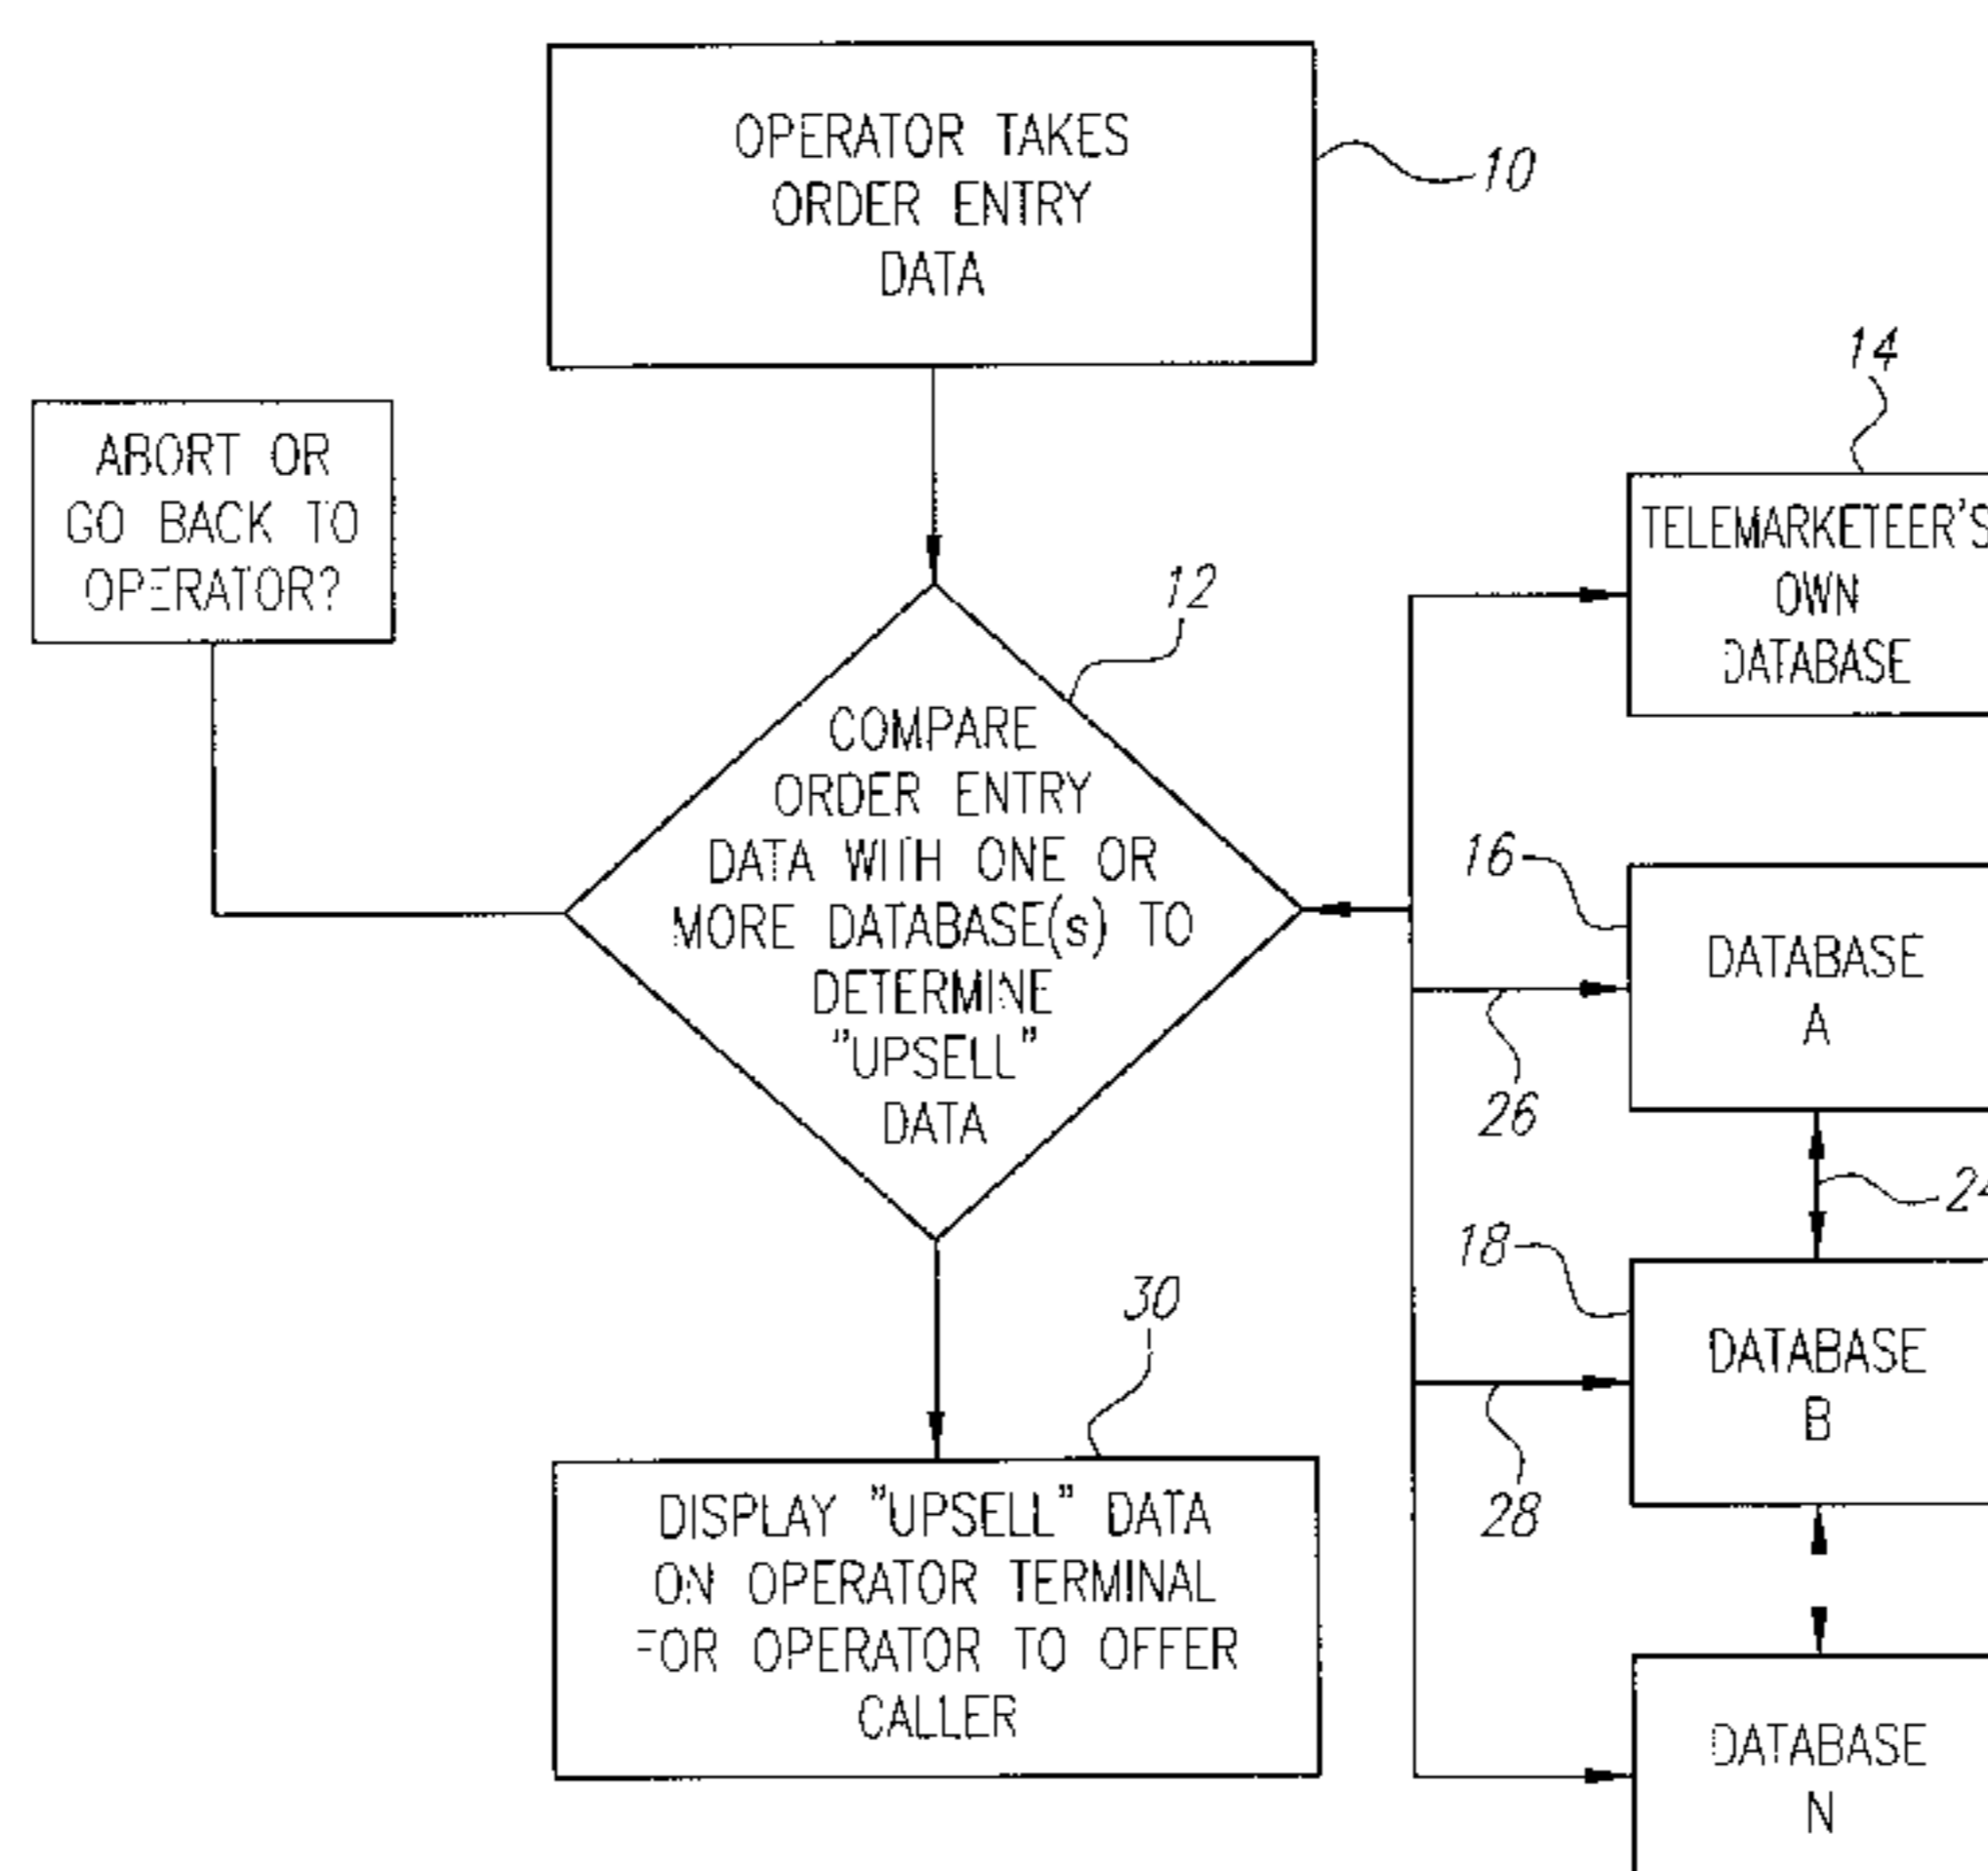 OPERATOR TAKES
ORDER ENTRY
DATA
10
ABORT OR
GO BACK TO
OPERATOR?
14
TELEMARKETEER'S
OWN
DATABASE
12
COMPARE
ORDER ENTRY
DATA WITH ONE OR
MORE DATABASE(s) TO
DETERMINE
"UPSELL"
DATA
16
DATABASE
A
26
24
18
DATABASE
B
28
30
DISPLAY "UPSELL" DATA
ON OPERATOR TERMINAL
FOR OPERATOR TO OFFER
CALLER
DATABASE
N